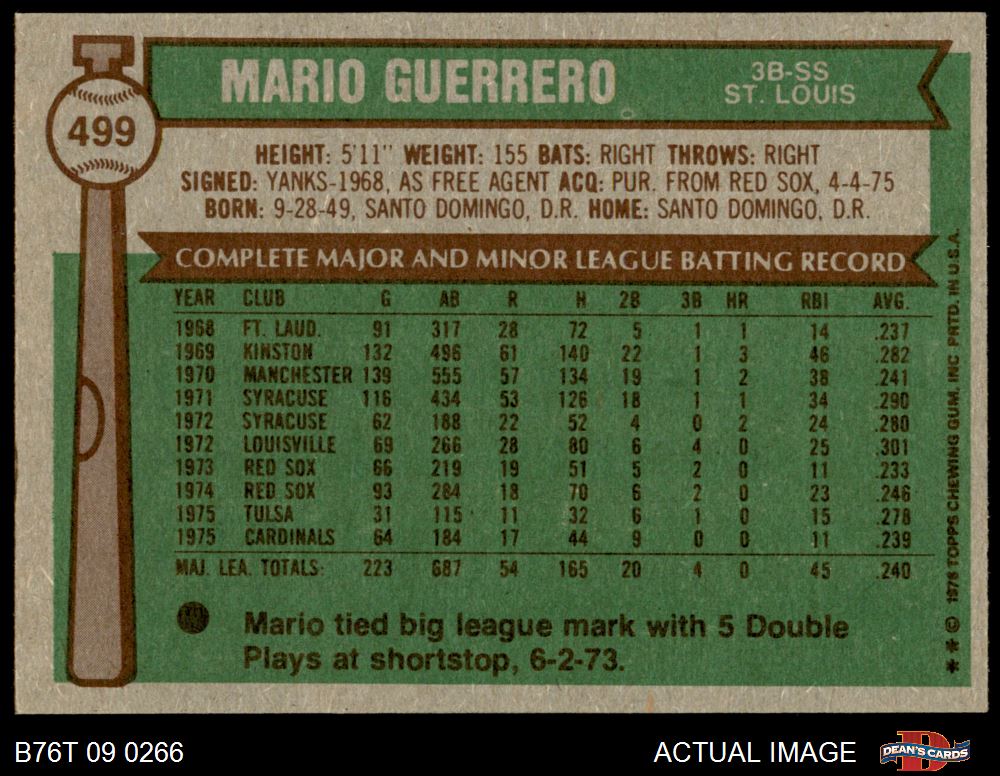 499
MARIO GUERRERO
3B-SS
ST. LOUIS
HEIGHT: 5'11" WEIGHT: 155 BATS: RIGHT THROWS: RIGHT
SIGNED: YANKS-1968, AS FREE AGENT ACQ: PUR. FROM RED SOX, 4-4-75
BORN: 9-28-49, SANTO DOMINGO, D.R. HOME: SANTO DOMINGO, D.R.
COMPLETE MAJOR AND MINOR LEAGUE BATTING RECORD
YEAR CLUB G AB R H 2B 3B HR RBI AVG.
1968 FT. LAUD. 91 317 28 72 5 1 1 14 .237
1969 KINSTON 132 496 61 140 22 1 3 46 .282
1970 MANCHESTER 139 555 57 134 19 1 2 38 .241
1971 SYRACUSE 116 434 53 126 18 1 1 34 .290
1972 SYRACUSE 62 188 22 52 4 0 2 24 .280
1972 LOUISVILLE 69 266 28 80 6 4 0 25 .301
1973 RED SOX 66 219 19 51 5 2 0 11 .233
1974 RED SOX 93 284 18 70 6 2 0 23 .246
1975 TULSA 31 115 11 32 6 1 0 15 .278
1975 CARDINALS 64 184 17 44 9 0 0 11 .239
MAJ. LEA. TOTALS: 223 687 54 165 20 4 0 45 .240
Mario tied big league mark with 5 Double
Plays at shortstop, 6-2-73.
** © 1976 TOPPS CHEWING GUM, INC PRTD. IN U.S.A.
B76T 09 0266
ACTUAL IMAGE
DEAN'S CARDS